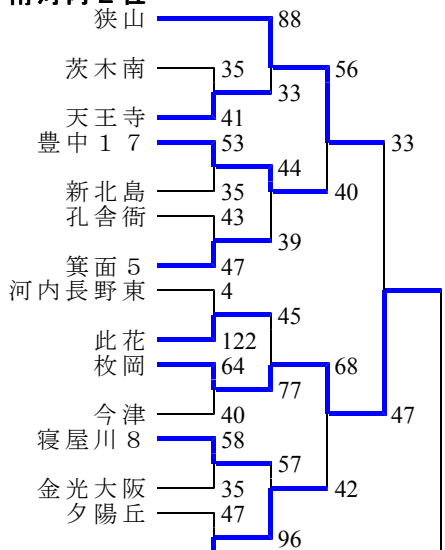 狭山
88
茨木南
35
56
33
天王寺
41
豊中１７
53
33
44
新北島
35
40
孔舎衙
43
39
箕面５
47
河内長野東
4
45
此花
122
枚岡
64
68
77
今津
40
47
寝屋川８
58
57
金光大阪
35
42
夕陽丘
47
96